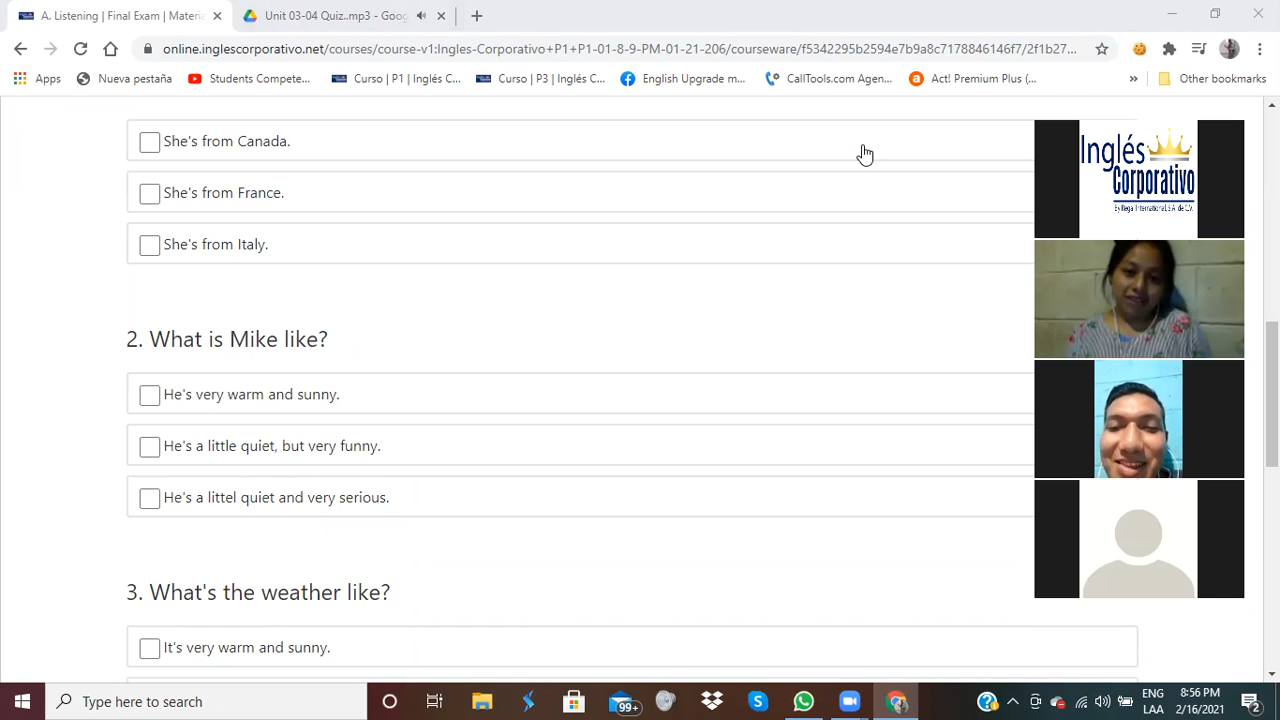 A. Listening | Final Exam | Materi
Unit 03-04 Quiz..mp3 - Goog
online.inglescorporativo.net/courses/course-v1:Ingles-Corporativo+P1+P1-01-8-9-PM-01-21-206/courseware/f5342295b2594e7b9a8c7178846146f7/2f1b27...
Apps
Nueva pestaña
Students Compete...
Curso | P1 | Inglés C...
Curso | P3 | Inglés C...
English Upgrade m...
CallTools.com Agen...
Act! Premium Plus (...
»
Other bookmarks
She's from Canada.
She's from France.
She's from Italy.
2. What is Mike like?
He's very warm and sunny.
He's a little quiet, but very funny.
He's a littel quiet and very serious.
3. What's the weather like?
It's very warm and sunny.
Inglés
Corporativo
Type here to search
99+
ENG
LAA
8:56 PM
2/16/2021
2